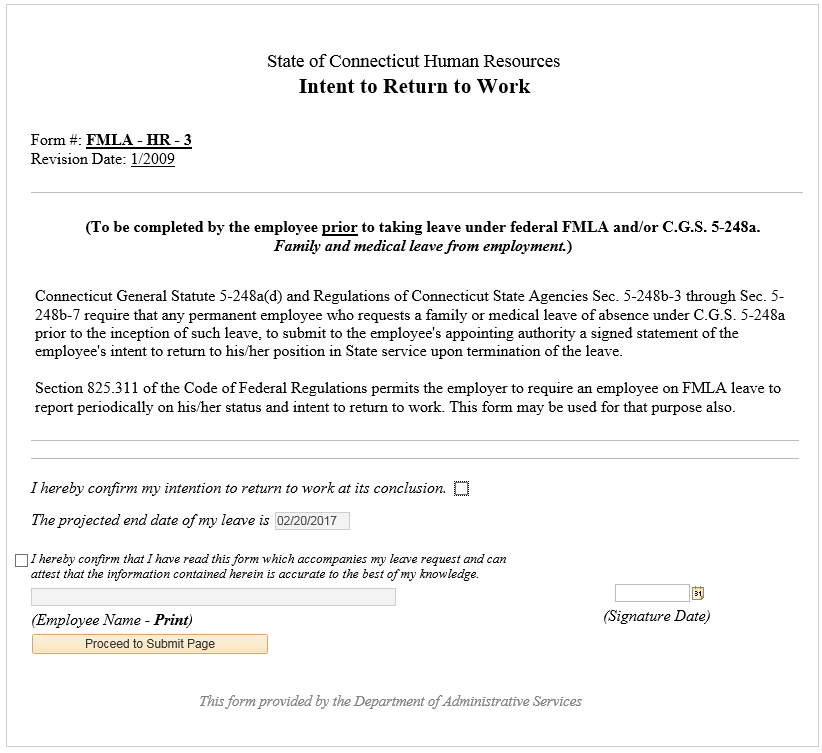 State of Connecticut Human Resources
Intent to Return to Work
Form #: FMLA - HR - 3
Revision Date: 1/2009
(To be completed by the employee prior to taking leave under federal FMLA and/or C.G.S. 5-248a.
Family and medical leave from employment.)
Connecticut General Statute 5-248a(d) and Regulations of Connecticut State Agencies Sec. 5-
248b-3 through Sec. 5-248b-7 require that any permanent employee who requests a family or medical leave of absence under C.G.S. 5-248a
prior to the inception of such leave, to submit to the employee's appointing authority a signed statement of the
employee's intent to return to his/her position in State service upon termination of the leave.
Section 825.311 of the Code of Federal Regulations permits the employer to require an employee on FMLA leave to
report periodically on his/her status and intent to return to work. This form may be used for that purpose also.
I hereby confirm my intention to return to work at its conclusion.
The projected end date of my leave is 02/20/2017
I hereby confirm that I have read this form which accompanies my leave request and can
attest that the information contained herein is accurate to the best of my knowledge.
31
(Employee Name - Print)
(Signature Date)
Proceed to Submit Page
This form provided by the Department of Administrative Services